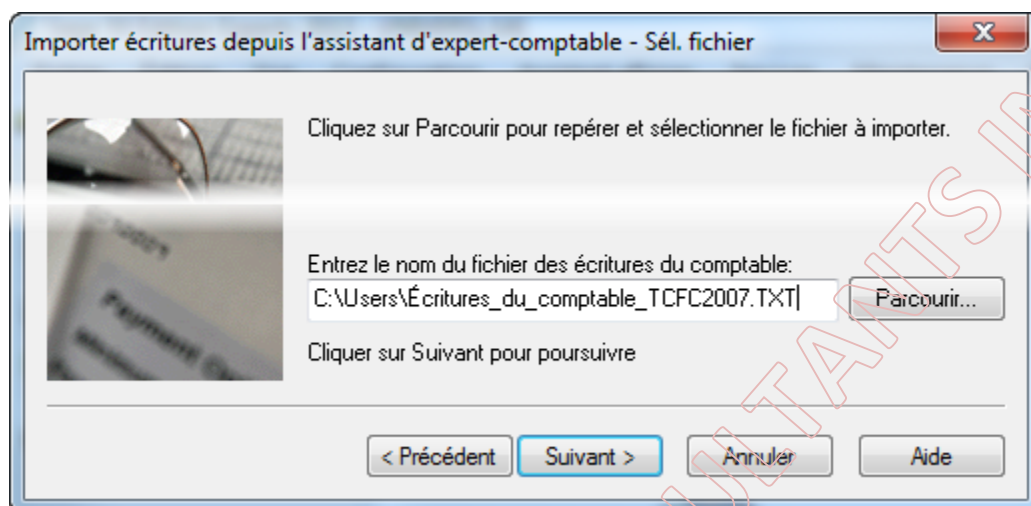 Importer écritures depuis l'assistant d'expert-comptable - Sél. fichier
Cliquez sur Parcourir pour repérer et sélectionner le fichier à importer.
Entrez le nom du fichier des écritures du comptable:
C:\Users\Écritures_du_comptable_TCFC2007.TXT
Parcourir...
Cliquer sur Suivant pour poursuivre
< Précédent Suivant > Annuler Aide
Payment